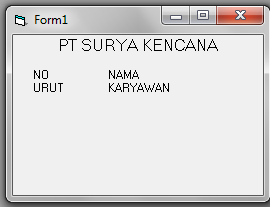 Form1
PT SURYA KENCANA
NO NAMA
URUT KARYAWAN